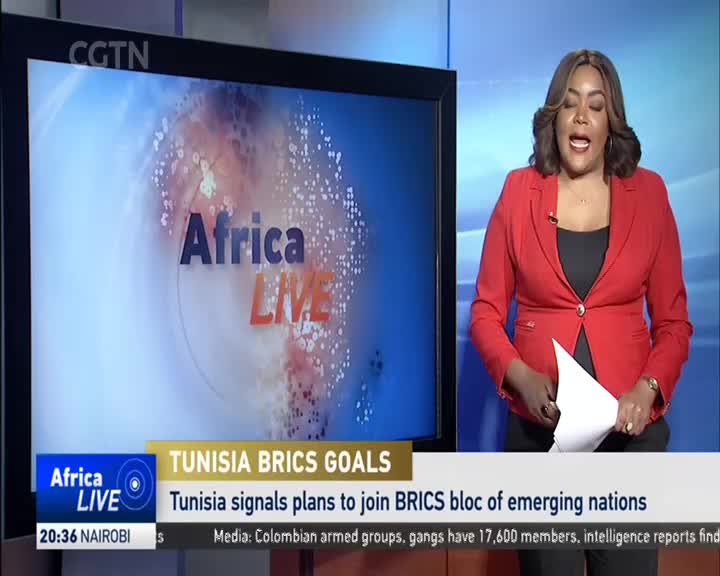 CGTN
Africa
LIVE
TUNISIA BRICS GOALS
Africa
LIVE
Tunisia signals plans to join BRICS bloc of emerging nations
20:36 NAIROBI
Media: Colombian armed groups, gangs have 17,600 members, intelligence reports find